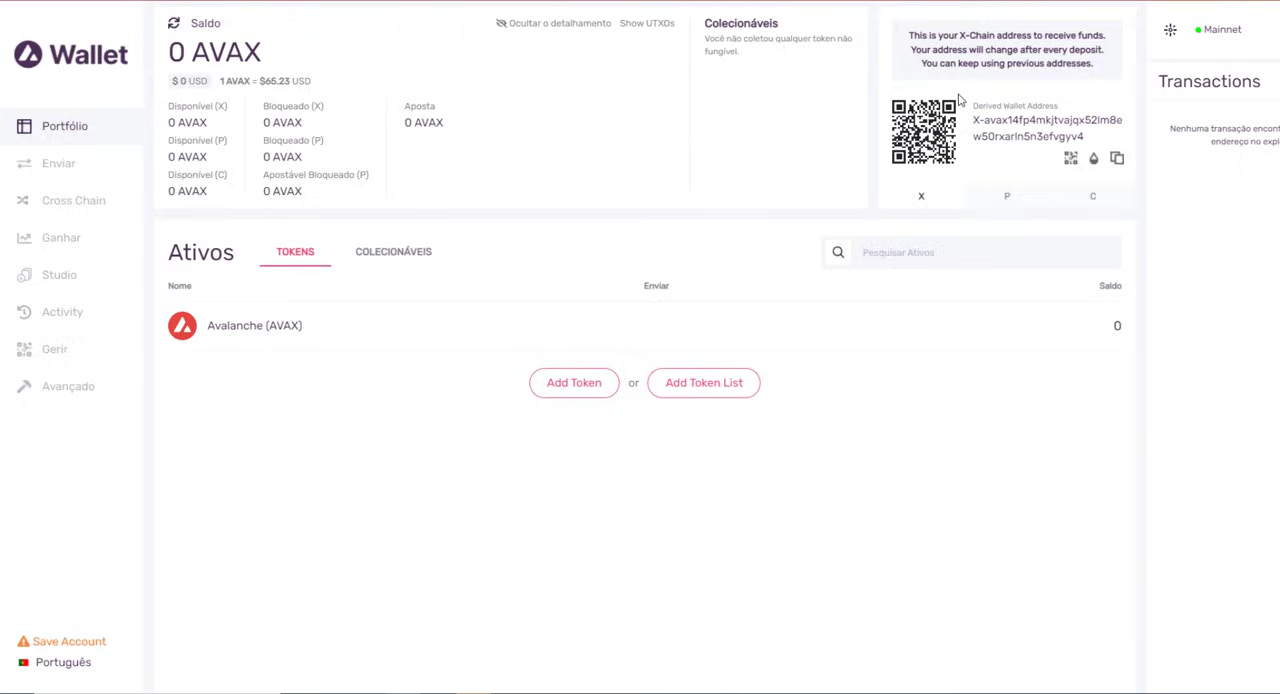 Wallet
Portfólio
Enviar
Cross Chain
Ganhar
Studio
Activity
Gerir
Avançado
Save Account
Português
Saldo
Ocultar o detalhamento
Show UTXOs
0 AVAX
$ 0 USD
1 AVAX = $65.23 USD
Disponível (X)
0 AVAX
Disponível (P)
0 AVAX
Disponível (C)
0 AVAX
Bloqueado (X)
0 AVAX
Bloqueado (P)
0 AVAX
Apostável Bloqueado (P)
0 AVAX
Aposta
0 AVAX
Colecionáveis
Você não coletou qualquer token não
fungível.
This is your X-Chain address to receive funds.
Your address will change after every deposit.
You can keep using previous addresses.
Derived Wallet Address
X-avax14fp4mkjtvajqx52lm8e
w50rxarln5n3efvgyv4
X
P
C
Ativos
TOKENS
COLECIONÁVEIS
Pesquisar Ativos
Nome
Enviar
Saldo
Avalanche (AVAX)
0
Add Token
or
Add Token List
Mainnet
Transactions
Nenhuma transação encont
endereço no expl